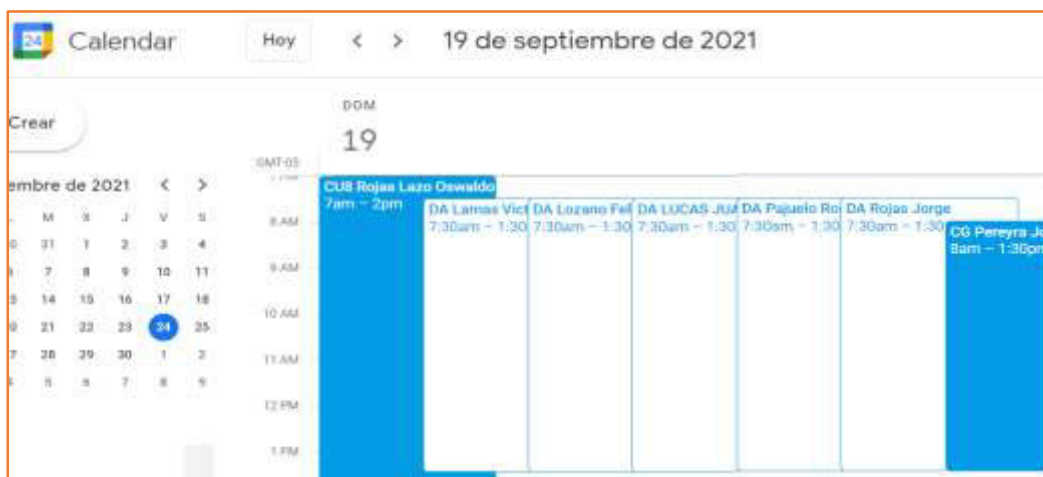 24 Calendar Hoy < > 19 de septiembre de 2021
Crear
DOM
19
GMT-05
embre de 2021 < >
M X J V S
31 1 2 3 4
7 8 9 10 11
14 15 16 17 18
21 22 23 24 25
28 29 30 1 2
5 6 7 8 9
8 AM
9 AM
10 AM
11 AM
12 PM
1 PM
CU8 Rojas Lazo Oswaldo
7am – 2pm
DA Lamas Vict
7:30am – 1:30
DA Lozano Fel
7:30am – 1:30
DA LUCAS JUA
7:30am – 1:30
DA Pajuelo Ro
7:30am – 1:30
DA Rojas Jorge
7:30am – 1:30
CG Pereyra Jo
8am – 1:30pm